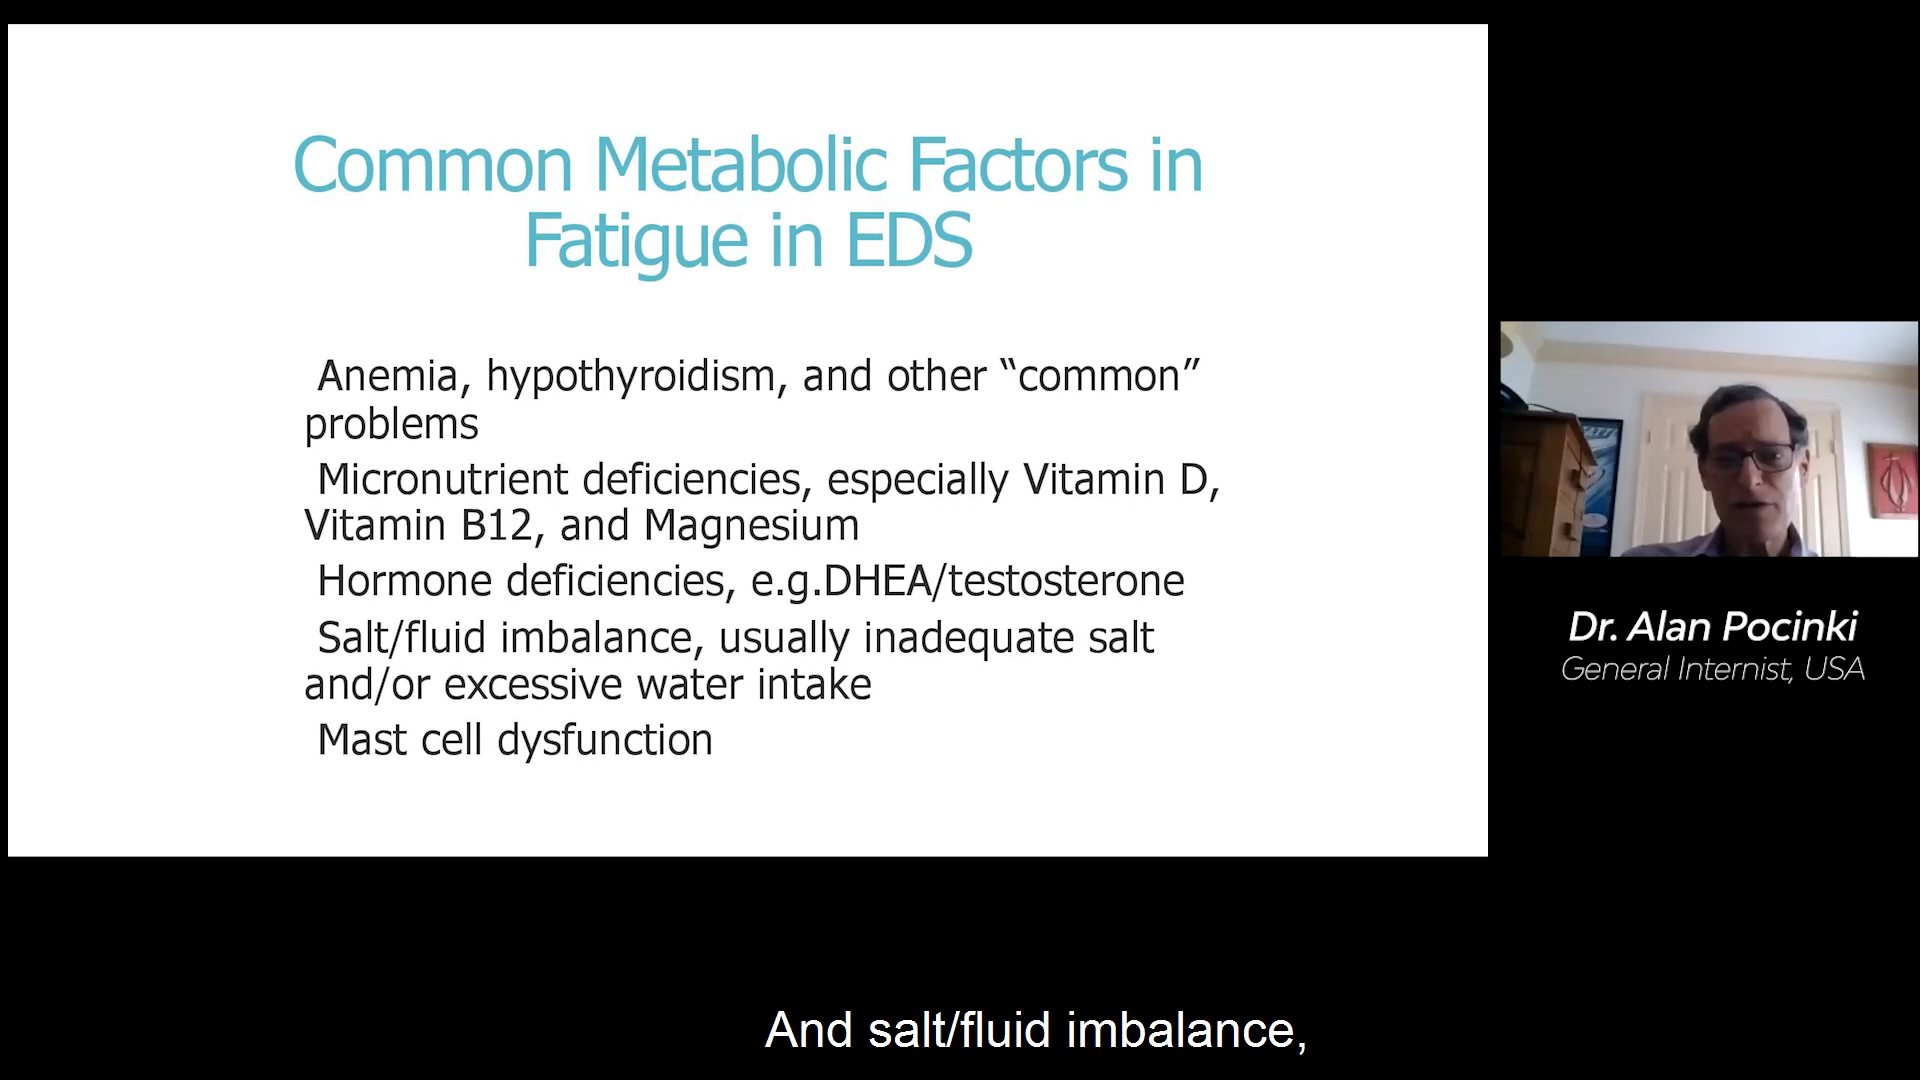 Common Metabolic Factors in
Fatigue in EDS
Anemia, hypothyroidism, and other “common”
problems
Micronutrient deficiencies, especially Vitamin D,
Vitamin B12, and Magnesium
Hormone deficiencies, e.g.DHEA/testosterone
Salt/fluid imbalance, usually inadequate salt
and/or excessive water intake
Mast cell dysfunction
Dr. Alan Pocinki
General Internist, USA
And salt/fluid imbalance,